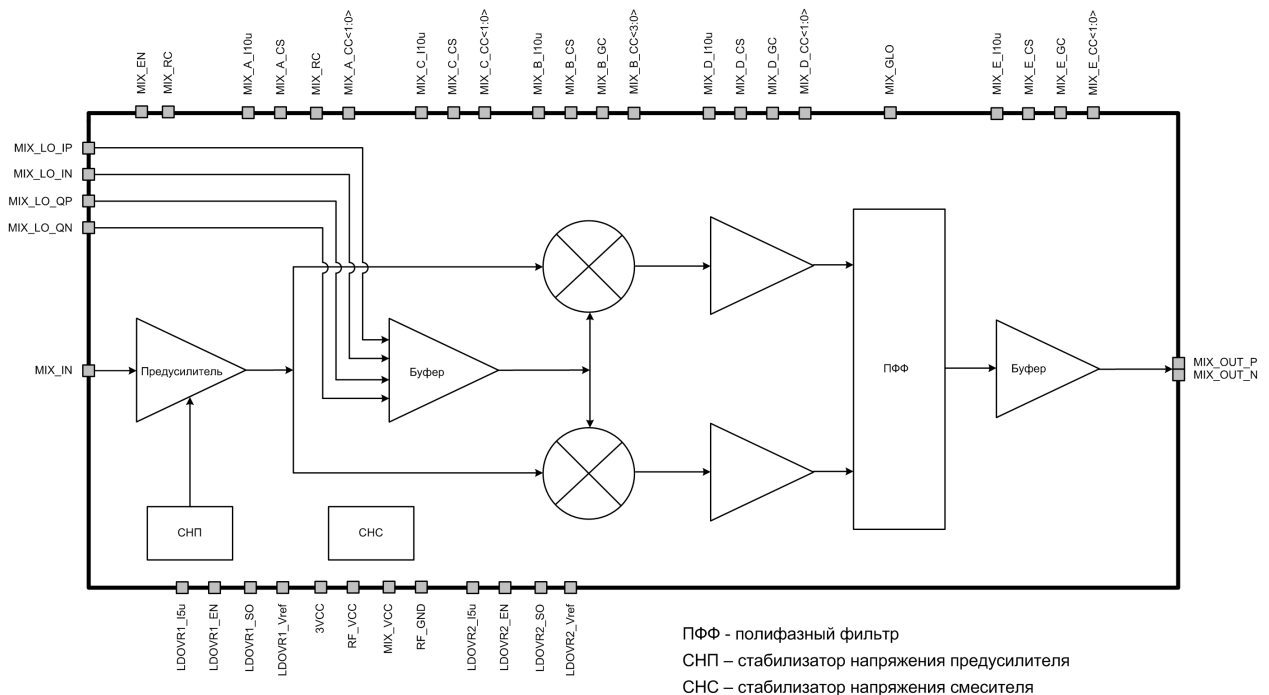 MIX_EN
MIX_RC
MIX_A_I10u
MIX_A_CS
MIX_RC
MIX_A_CC<1:0>
MIX_C_I10u
MIX_C_CS
MIX_C_CC<1:0>
MIX_B_I10u
MIX_B_CS
MIX_B_GC
MIX_B_CC<3:0>
MIX_D_I10u
MIX_D_CS
MIX_D_GC
MIX_D_CC<1:0>
MIX_GLO
MIX_E_I10u
MIX_E_CS
MIX_E_GC
MIX_E_CC<1:0>
MIX_LO_IP
MIX_LO_IN
MIX_LO_QP
MIX_LO_QN
MIX_IN
Предусилитель
Буфер
ПФФ
Буфер
MIX_OUT_P
MIX_OUT_N
СНП
СНС
LDOVR1_I5u
LDOVR1_EN
LDOVR1_SO
LDOVR1_Vref
3VCC
RF_VCC
MIX_VCC
RF_GND
LDOVR2_I5u
LDOVR2_EN
LDOVR2_SO
LDOVR2_Vref
ПФФ - полифазный фильтр
СНП – стабилизатор напряжения предусилителя
СНС – стабилизатор напряжения смесителя